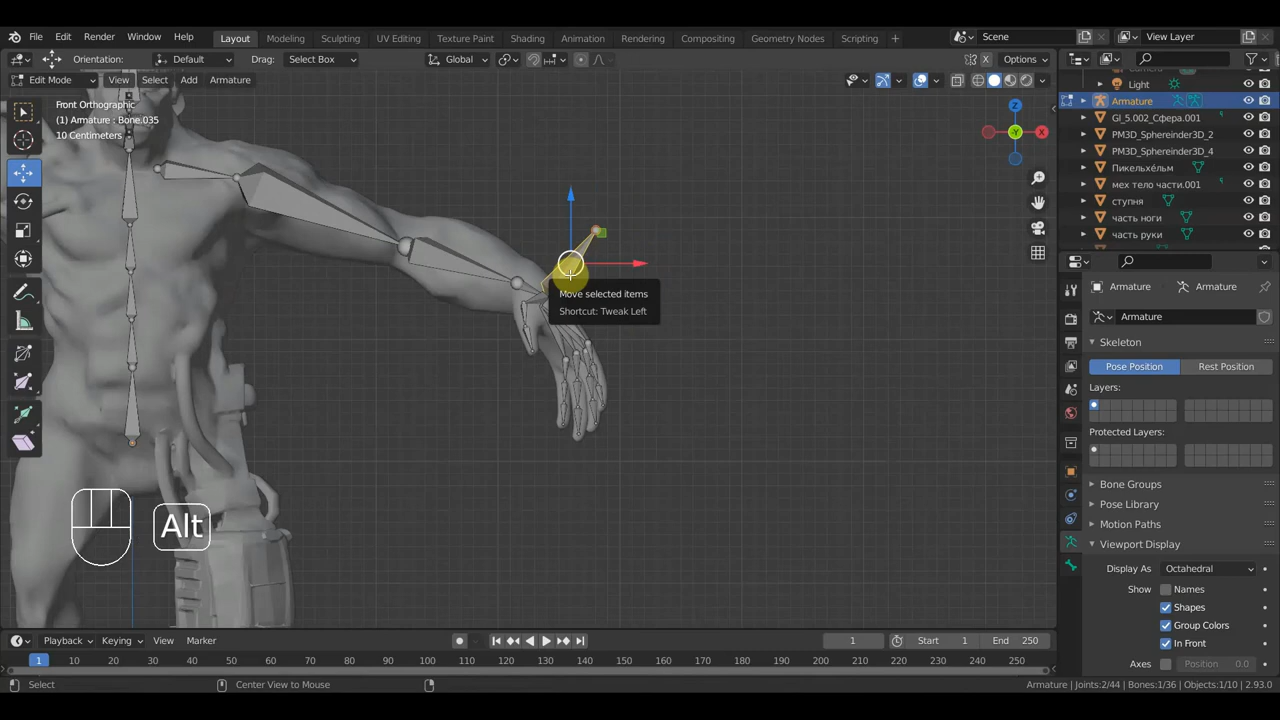 File Edit Render Window Help Layout Modeling Sculpting UV Editing Texture Paint Shading Animation Rendering Compositing Geometry Nodes Scripting + Scene View Layer
Orientation: Default Drag: Select Box Global X Options
Edit Mode View Select Add Armature
Front Orthographic
(1) Armature : Bone.035
10 Centimeters
Z
Y
X
Move selected items
Shortcut: Tweak Left
Alt
Light
Armature
Gl_5.002_Сфера.001
PM3D_Sphereinder3D_2
PM3D_Sphereinder3D_4
Пикельхе́льм
мех тело части.001
ступня
часть ноги
часть руки
Armature Armature
Armature
Skeleton
Pose Position Rest Position
Layers:
Protected Layers:
Bone Groups
Pose Library
Motion Paths
Viewport Display
Display As Octahedral
Show Names
Shapes
Group Colors
In Front
Axes Position 0.0
Playback Keying View Marker 1 Start 1 End 250
1 10 20 30 40 50 60 70 80 90 100 110 120 130 140 150 160 170 180 190 200 210 220 230 240 250
Select Center View to Mouse Armature | Joints:2/44 | Bones:1/36 | Objects:1/10 | 2.93.0